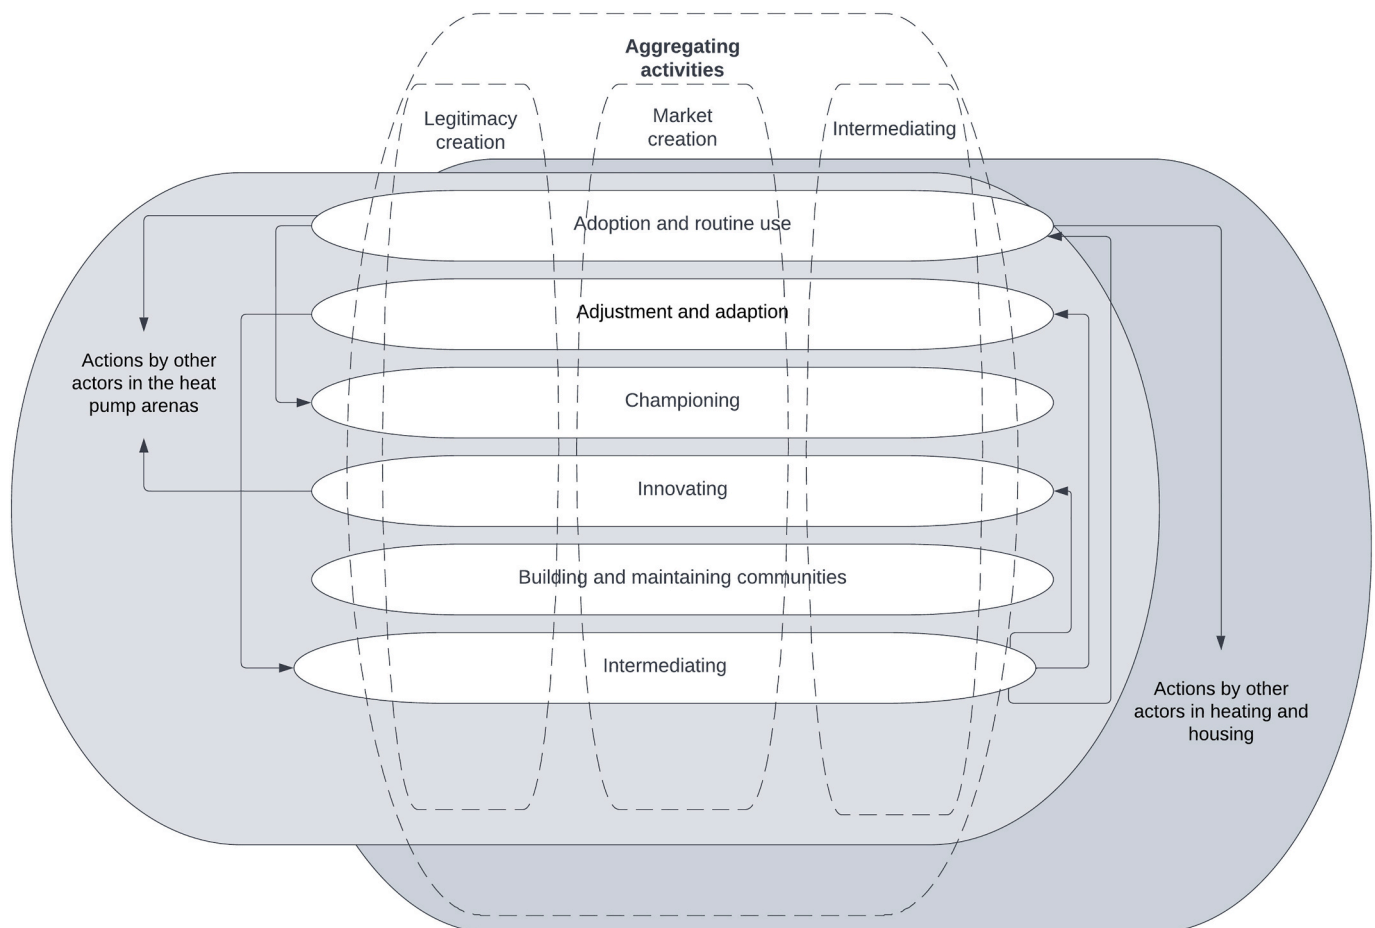 Aggregating
activities
Legitimacy
creation
Market
creation
Intermediating
Adoption and routine use
Adjustment and adaption
Championing
Innovating
Building and maintaining communities
Intermediating
Actions by other
actors in the heat
pump arenas
Actions by other
actors in heating and
housing